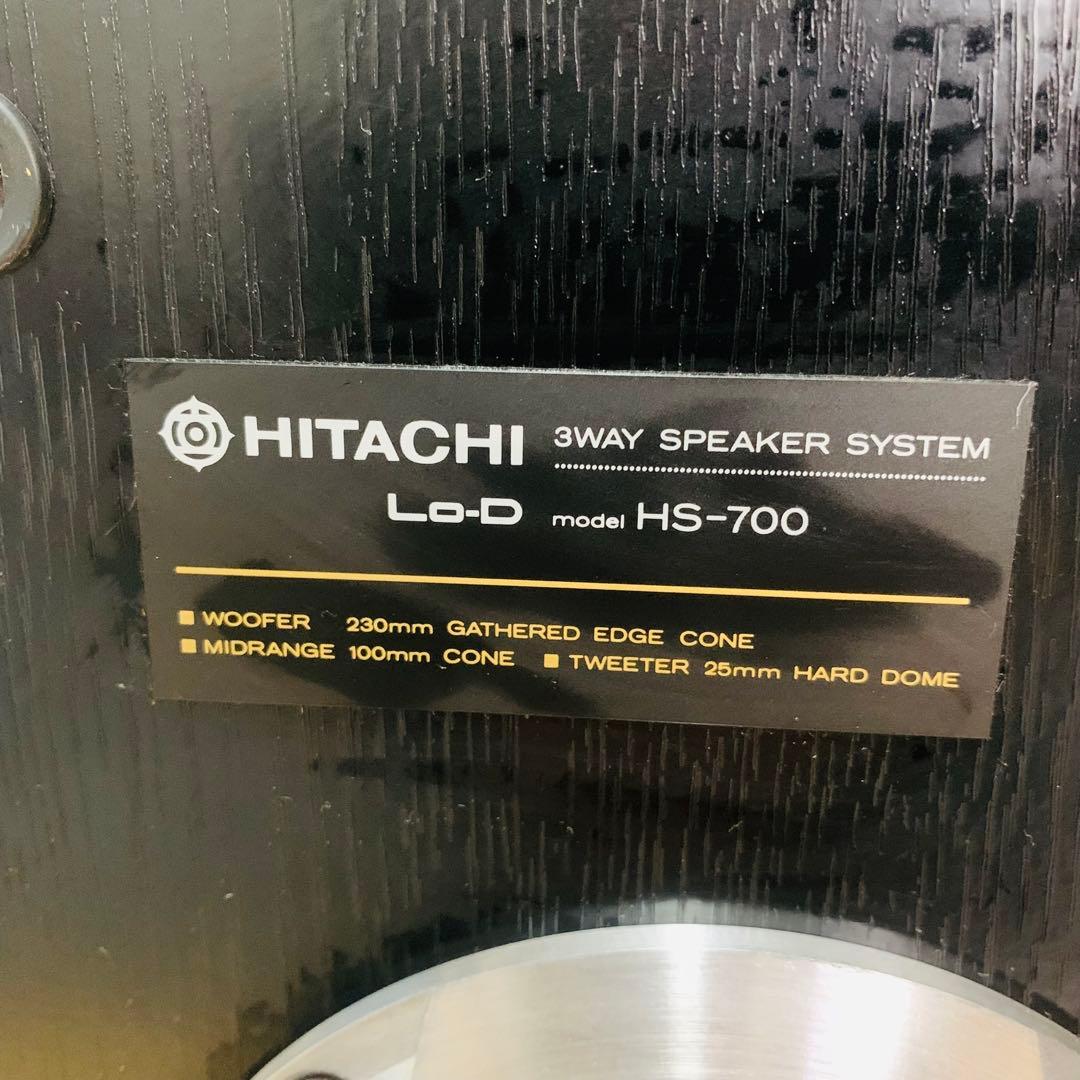 HITACHI 3WAY SPEAKER SYSTEM
Lo-D model HS-700
■ WOOFER 230mm GATHERED EDGE CONE
■ MIDRANGE 100mm CONE ■ TWEETER 25mm HARD DOME